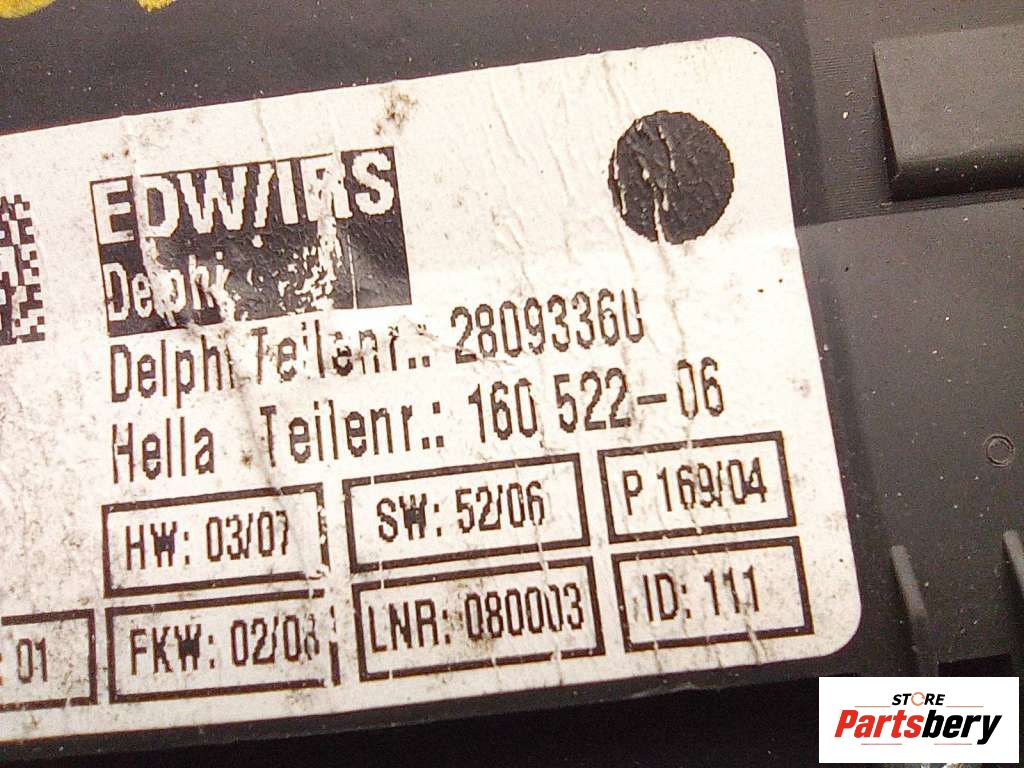 EDW/IRS
Delphi
Delphi Teilenr.: 28093360
Hella Teilenr.: 160 522-06
HW: 03/07 SW: 52/06 P 169/04
: 01 FKW: 02/08 LNR: 080003 ID: 111
STORE
Partsbery